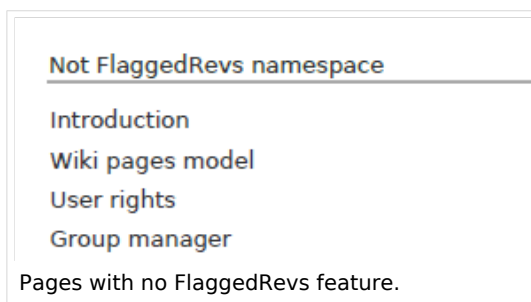 Not FlaggedRevs namespace
Introduction
Wiki pages model
User rights
Group manager
Pages with no FlaggedRevs feature.